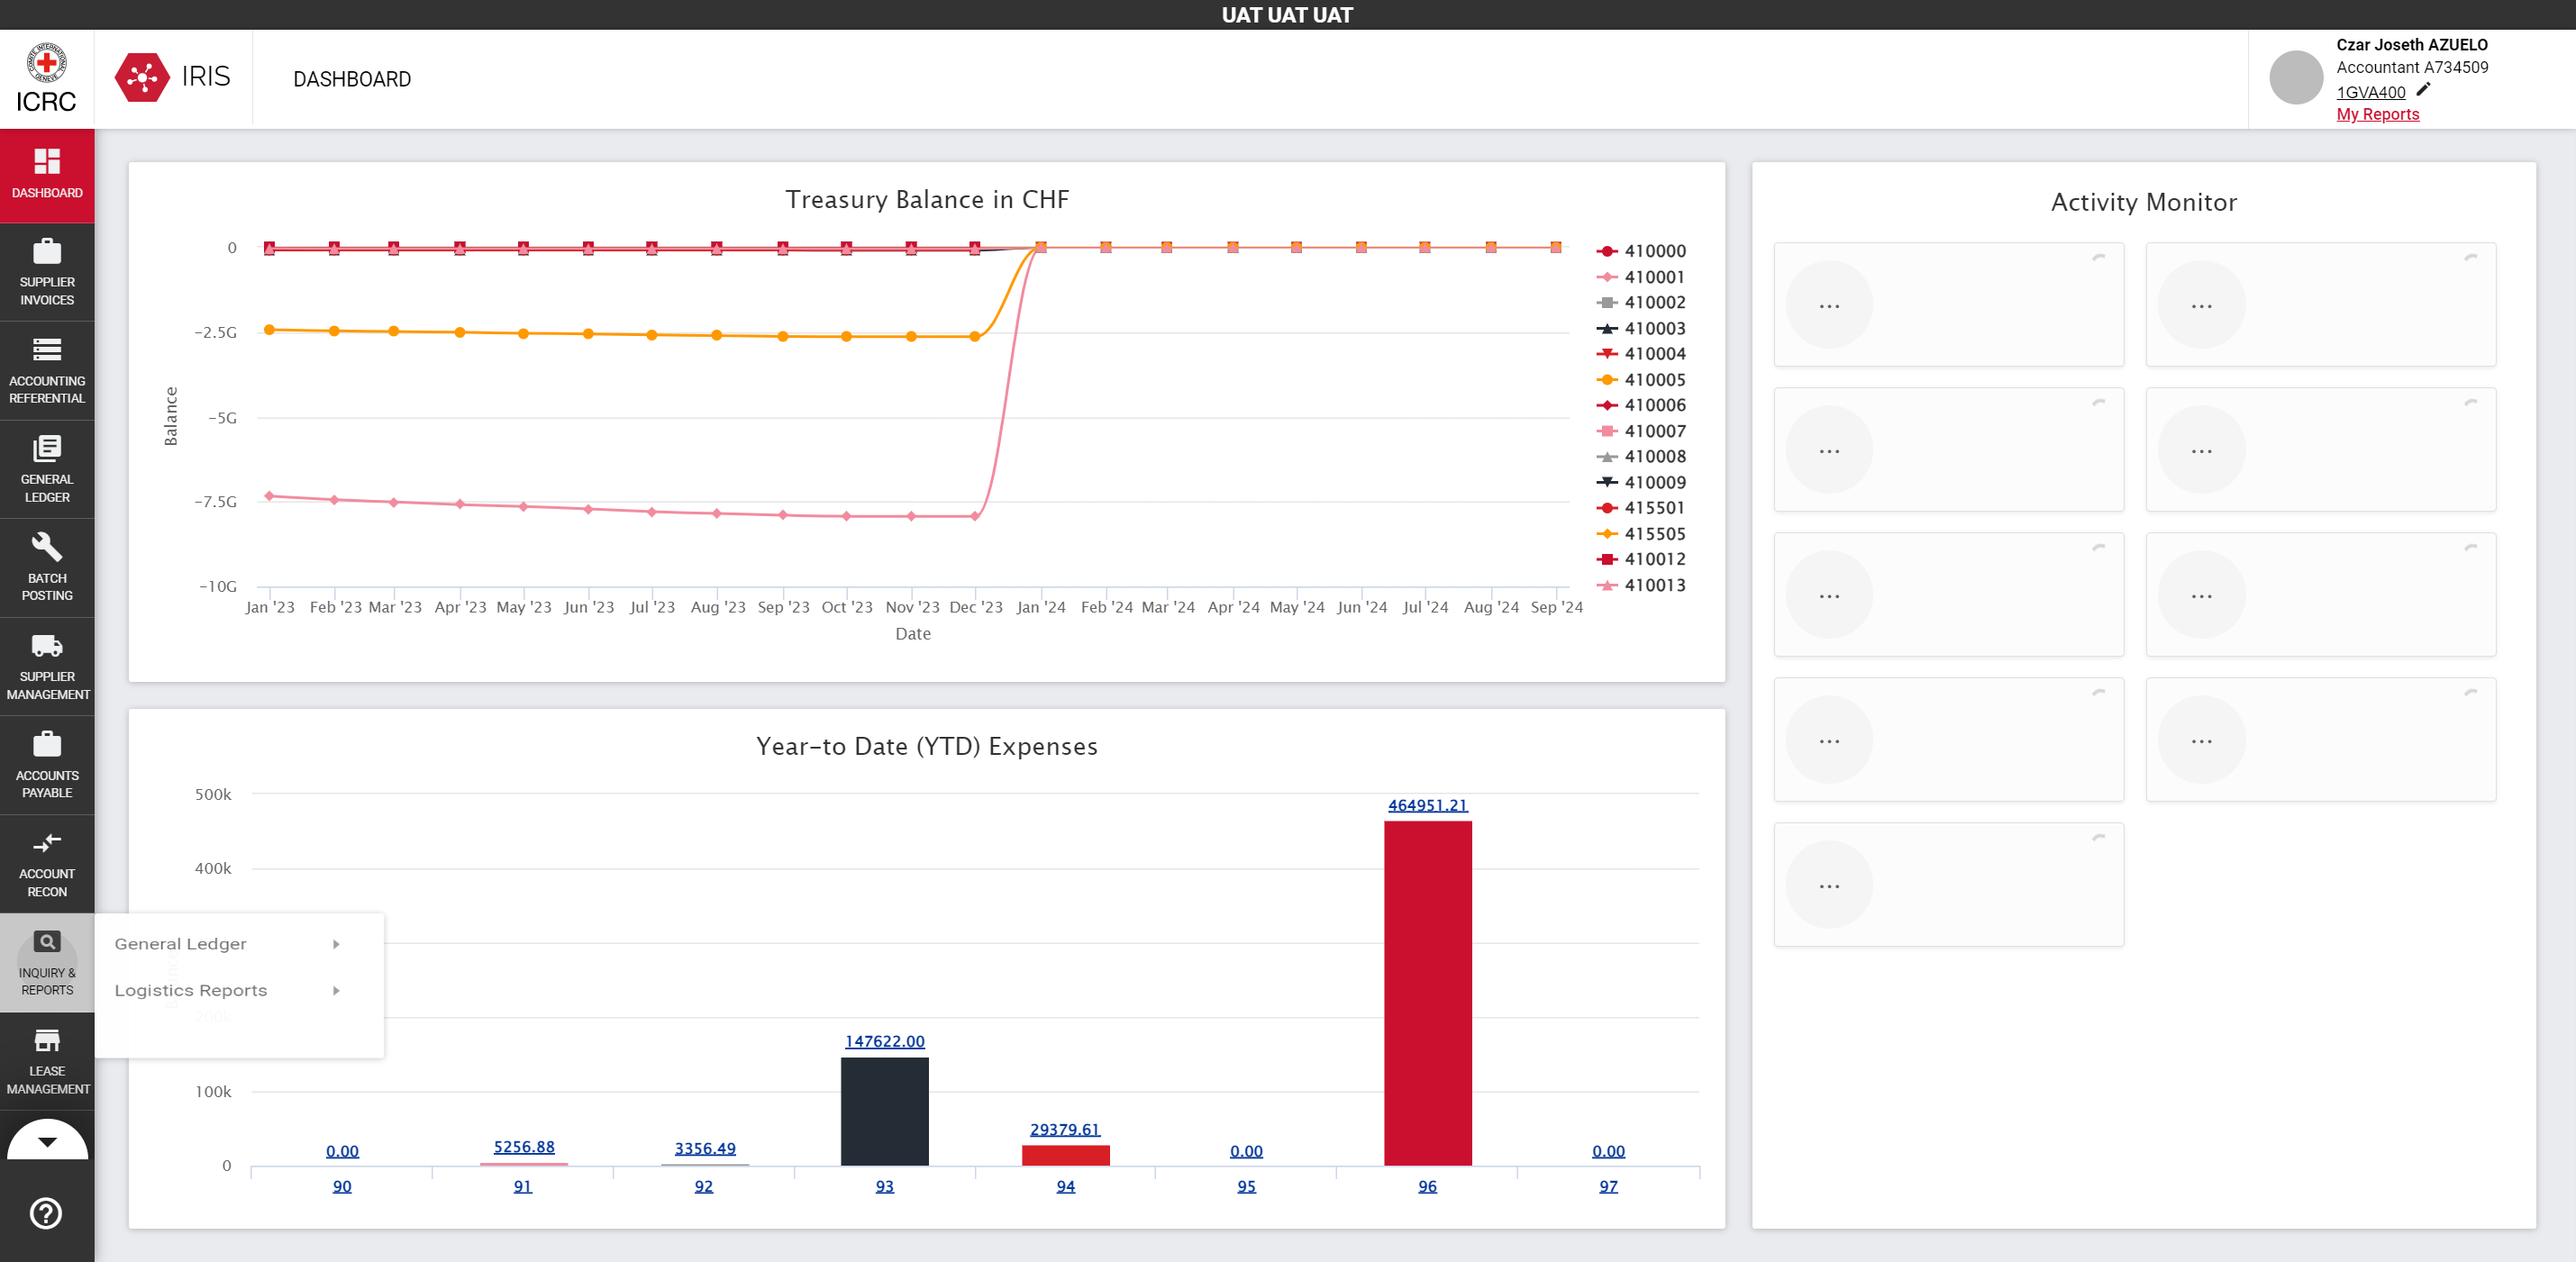 UAT UAT UAT
ICRC
IRIS
DASHBOARD
Czar Joseth AZUELO
Accountant A734509
1GVA400
My Reports
DASHBOARD
SUPPLIER
INVOICES
ACCOUNTING
REFERENTIAL
GENERAL
LEDGER
BATCH
POSTING
SUPPLIER
MANAGEMENT
ACCOUNTS
PAYABLE
ACCOUNT
RECON
INQUIRY &
REPORTS
LEASE
MANAGEMENT
General Ledger
Logistics Reports
Treasury Balance in CHF
Balance
0
−2.5G
−5G
−7.5G
−10G
Jan '23 Feb '23 Mar '23 Apr '23 May '23 Jun '23 Jul '23 Aug '23 Sep '23 Oct '23 Nov '23 Dec '23 Jan '24 Feb '24 Mar '24 Apr '24 May '24 Jun '24 Jul '24 Aug '24 Sep '24
Date
410000
410001
410002
410003
410004
410005
410006
410007
410008
410009
415501
415505
410012
410013
Year-to Date (YTD) Expenses
500k
400k
200k
100k
0
0.00 5256.88 3356.49 147622.00 29379.61 0.00 464951.21 0.00
90 91 92 93 94 95 96 97
Activity Monitor
... ...
... ...
... ...
... ...
...